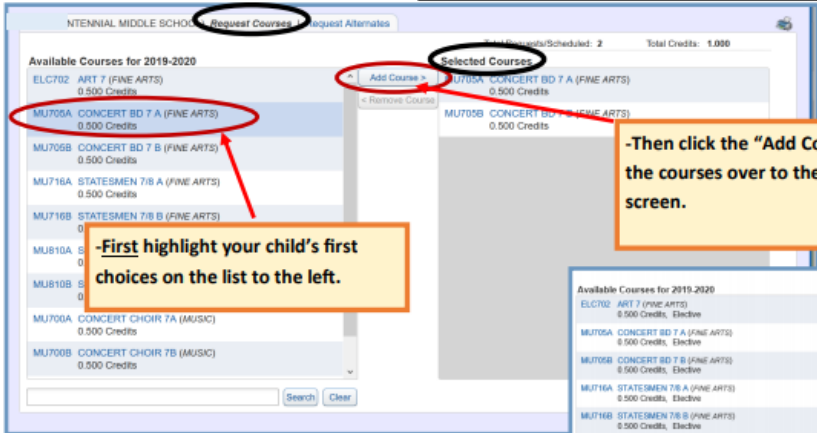 NTENNIAL MIDDLE SCHOO Request Courses Request Alternates
Total Requests/Scheduled: 2 Total Credits: 1.000
Available Courses for 2019-2020
ELC702 ART 7 (FINE ARTS)
0.500 Credits
MU705A CONCERT BD 7 A (FINE ARTS)
0.500 Credits
MU705B CONCERT BD 7 B (FINE ARTS)
0.500 Credits
MU716A STATESMEN 7/8 A (FINE ARTS)
0.500 Credits
MU716B STATESMEN 7/8 B (FINE ARTS)
0
MU810A S
0
MU810B S
0
MU700A CONCERT CHOIR 7A (MUSIC)
0.500 Credits
MU700B CONCERT CHOIR 7B (MUSIC)
0.500 Credits
Search Clear
Add Course >
< Remove Course
Selected Courses
MU705A CONCERT BD 7 A (FINE ARTS)
0.500 Credits
MU705B CONCERT BD 7 B (FINE ARTS)
0.500 Credits
-First highlight your child's first
choices on the list to the left.
-Then click the "Add Co
the courses over to the
screen.
Available Courses for 2019-2020
ELC702 ART 7 (FINE ARTS)
0.500 Credits, Elective
MU705A CONCERT BD 7 A (FINE ARTS)
0.500 Credits, Elective
MU705B CONCERT BD 7 B (FINE ARTS)
0.500 Credits, Elective
MU716A STATESMEN 7/8 A (FINE ARTS)
0.500 Credits, Elective
MU716B STATESMEN 7/8 B (FINE ARTS)
0.500 Credits, Elective